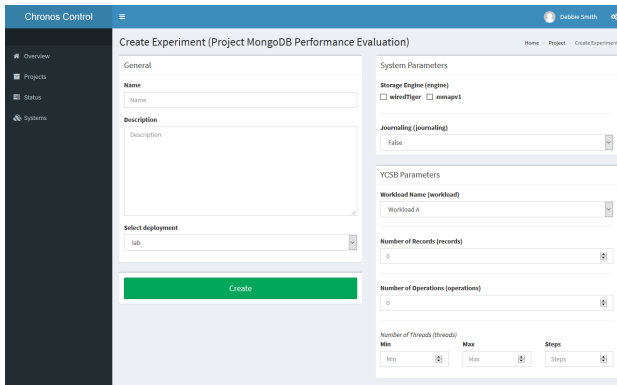 Chronos Control
Debbie Smith
Create Experiment (Project MongoDB Performance Evaluation)
Home > Project > Create Experiment
Overview
Projects
Status
Systems
General
Name
Name
Description
Description
Select deployment
lab
Create
System Parameters
Storage Engine (engine)
wiredTiger mmapv1
Journaling (journaling)
False
YCSB Parameters
Workload Name (workload)
Workload A
Number of Records (records)
0
Number of Operations (operations)
0
Number of Threads (threads)
Min Max Steps
Min Max Steps